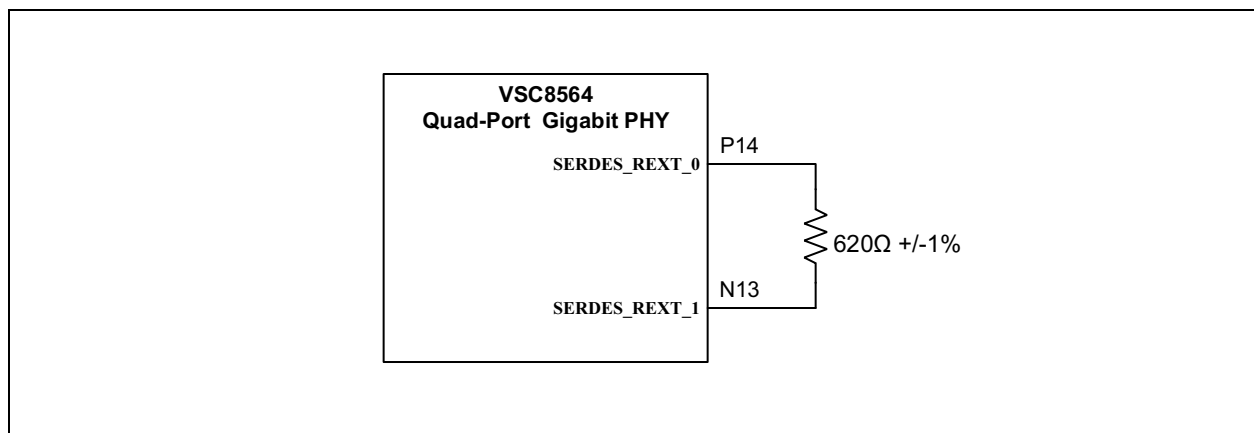 VSC8564
Quad-Port Gigabit PHY
SERDES_REXT_0
P14
620Ω +/-1%
SERDES_REXT_1
N13